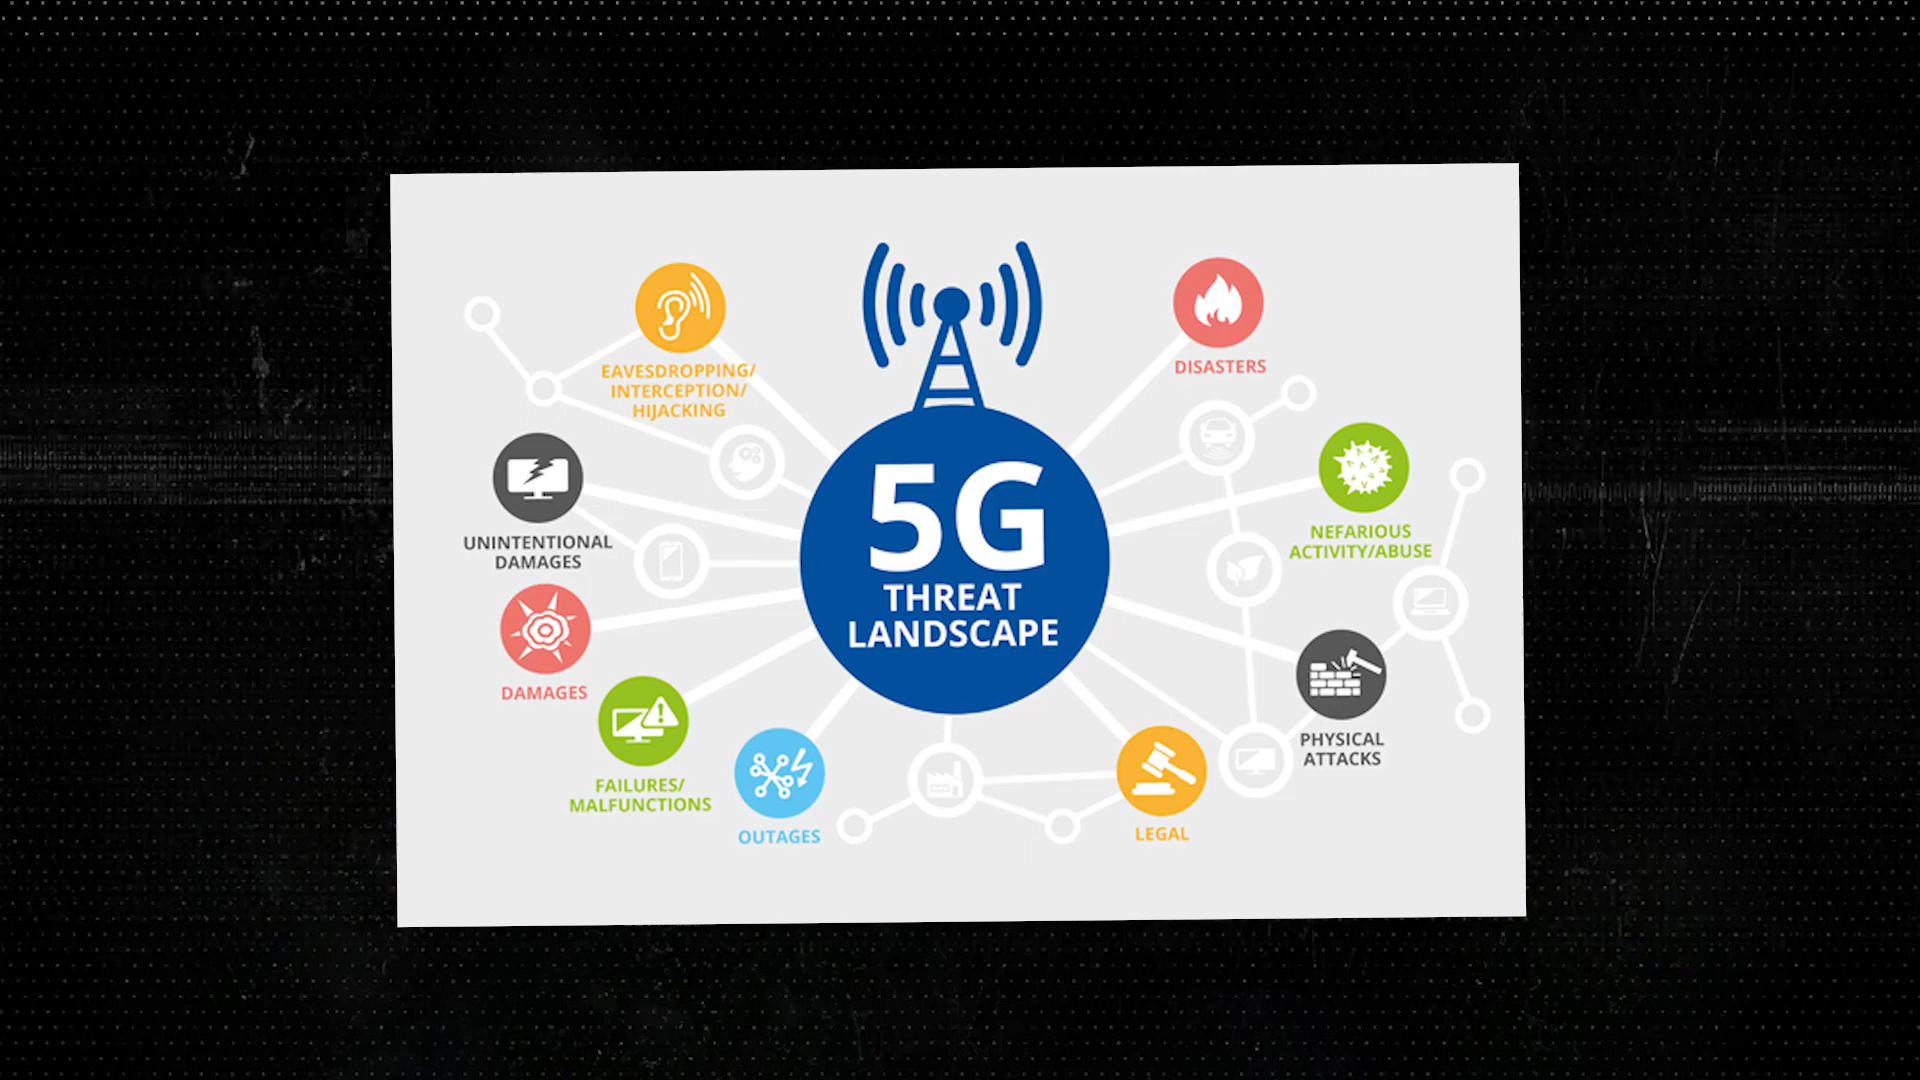 EAVESDROPPING/
INTERCEPTION/
HIJACKING
DISASTERS
UNINTENTIONAL
DAMAGES
5G
THREAT
LANDSCAPE
NEFARIOUS
ACTIVITY/ABUSE
DAMAGES
PHYSICAL
ATTACKS
FAILURES/
MALFUNCTIONS
OUTAGES
LEGAL